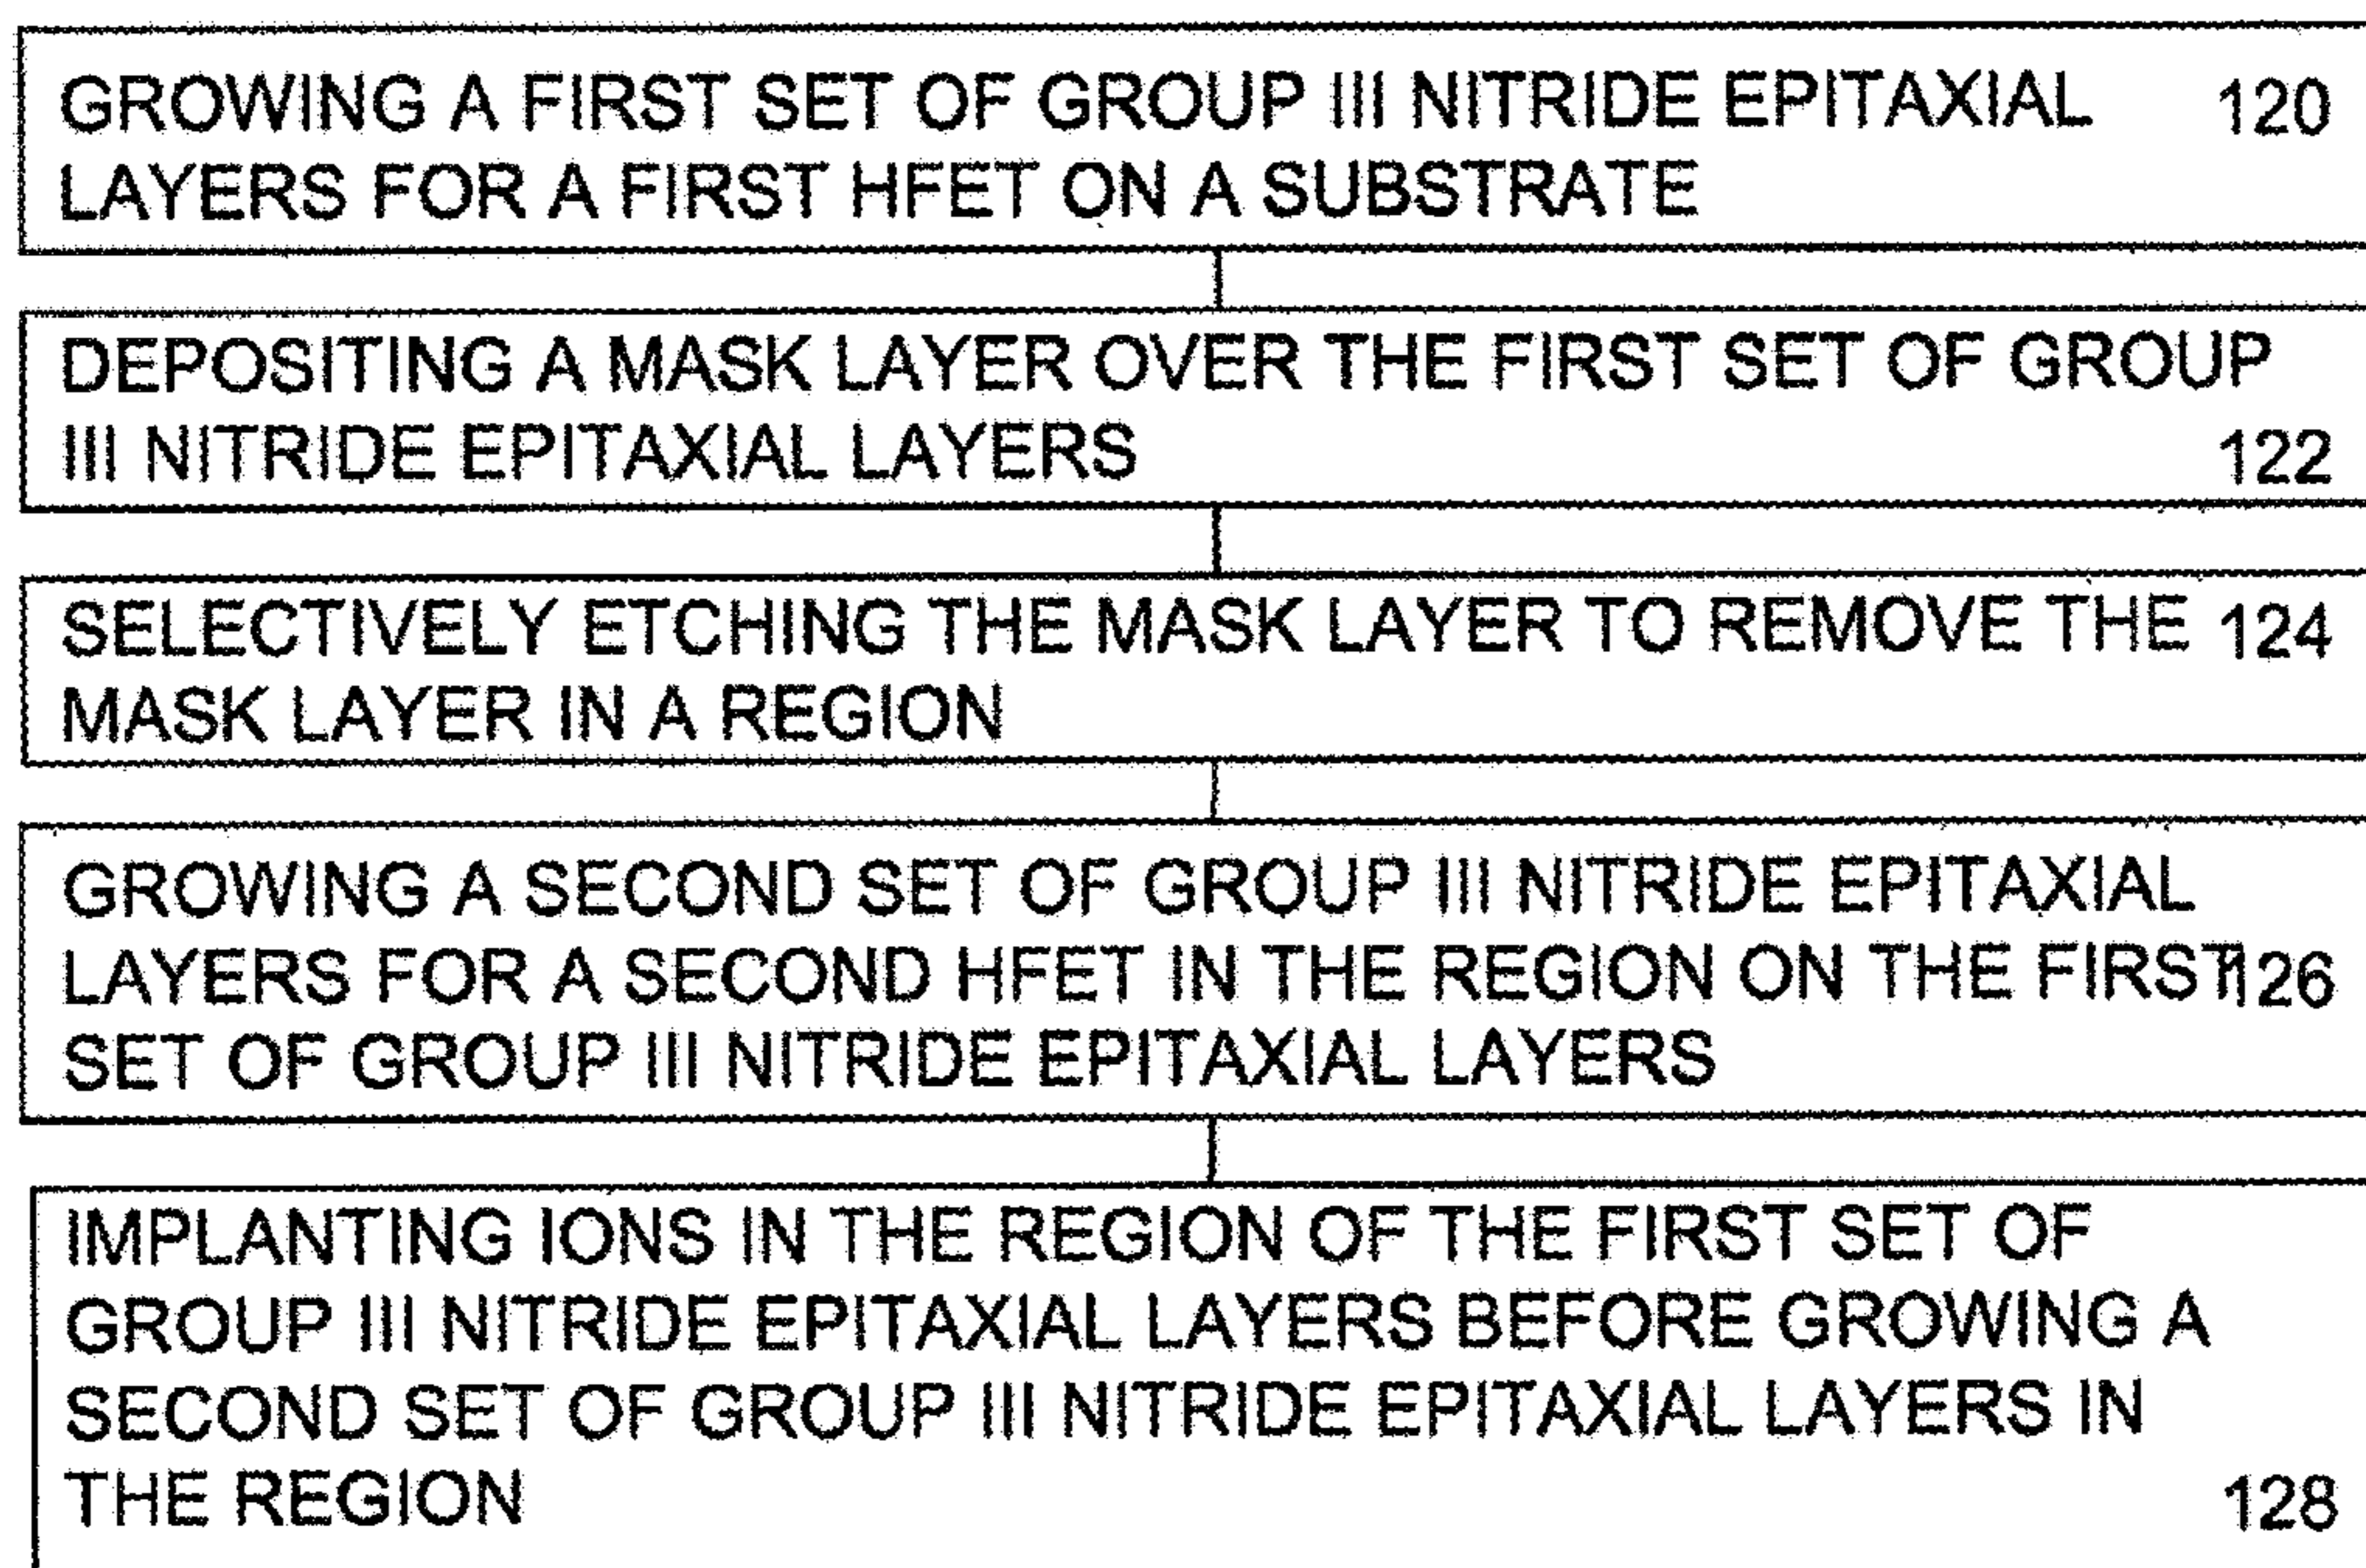 GROWING A FIRST SET OF GROUP III NITRIDE EPITAXIAL 120
LAYERS FOR A FIRST HFET ON A SUBSTRATE
DEPOSITING A MASK LAYER OVER THE FIRST SET OF GROUP
III NITRIDE EPITAXIAL LAYERS 122
SELECTIVELY ETCHING THE MASK LAYER TO REMOVE THE 124
MASK LAYER IN A REGION
GROWING A SECOND SET OF GROUP III NITRIDE EPITAXIAL
LAYERS FOR A SECOND HFET IN THE REGION ON THE FIRST 126
SET OF GROUP III NITRIDE EPITAXIAL LAYERS
IMPLANTING IONS IN THE REGION OF THE FIRST SET OF
GROUP III NITRIDE EPITAXIAL LAYERS BEFORE GROWING A
SECOND SET OF GROUP III NITRIDE EPITAXIAL LAYERS IN
THE REGION 128